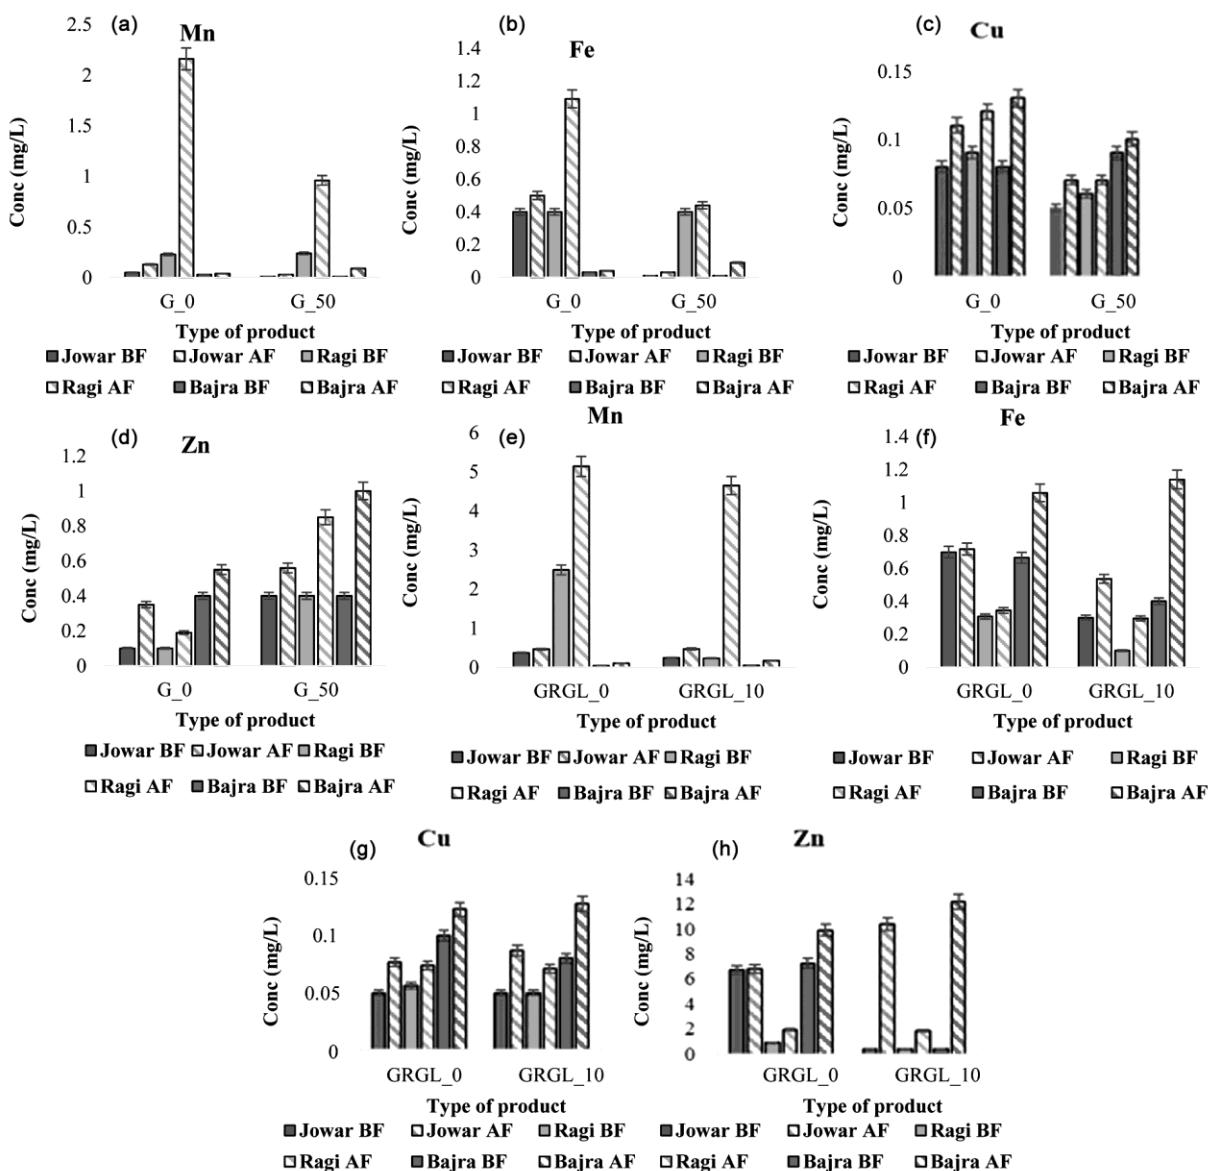 (a) Mn
2.5
2
1.5
1
0.5
0
Conc (mg/L)
G_0 G_50
Type of product
Jowar BF Jowar AF Ragi BF
Ragi AF Bajra BF Bajra AF
(b) Fe
1.4
1.2
1
0.8
0.6
0.4
0.2
0
Conc (mg/L)
G_0 G_50
Type of product
Jowar BF Jowar AF Ragi BF
Ragi AF Bajra BF Bajra AF
(c) Cu
0.15
0.1
0.05
0
Conc (mg/L)
G_0 G_50
Type of product
Jowar BF Jowar AF Ragi BF
Ragi AF Bajra BF Bajra AF
(d) Zn
1.2
1
0.8
0.6
0.4
0.2
0
Conc (mg/L)
G_0 G_50
Type of product
Jowar BF Jowar AF Ragi BF
Ragi AF Bajra BF Bajra AF
(e) Mn
6
5
4
3
2
1
0
Conc (mg/L)
GRGL_0 GRGL_10
Type of product
Jowar BF Jowar AF Ragi BF
Ragi AF Bajra BF Bajra AF
(f) Fe
1.4
1.2
1
0.8
0.6
0.4
0.2
0
Conc (mg/L)
GRGL_0 GRGL_10
Type of product
Jowar BF Jowar AF Ragi BF
Ragi AF Bajra BF Bajra AF
(g) Cu
0.15
0.1
0.05
0
Conc (mg/L)
GRGL_0 GRGL_10
Type of product
Jowar BF Jowar AF Ragi BF
Ragi AF Bajra BF Bajra AF
(h) Zn
14
12
10
8
6
4
2
0
Conc (mg/L)
GRGL_0 GRGL_10
Type of product
Jowar BF Jowar AF Ragi BF
Ragi AF Bajra BF Bajra AF